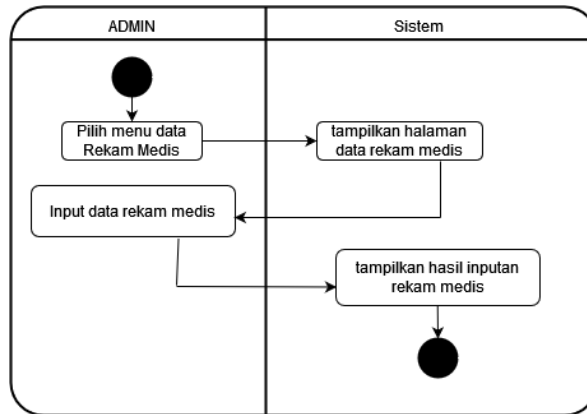 ADMIN
Sistem
Pilih menu data
Rekam Medis
tampilkan halaman
data rekam medis
Input data rekam medis
tampilkan hasil inputan
rekam medis